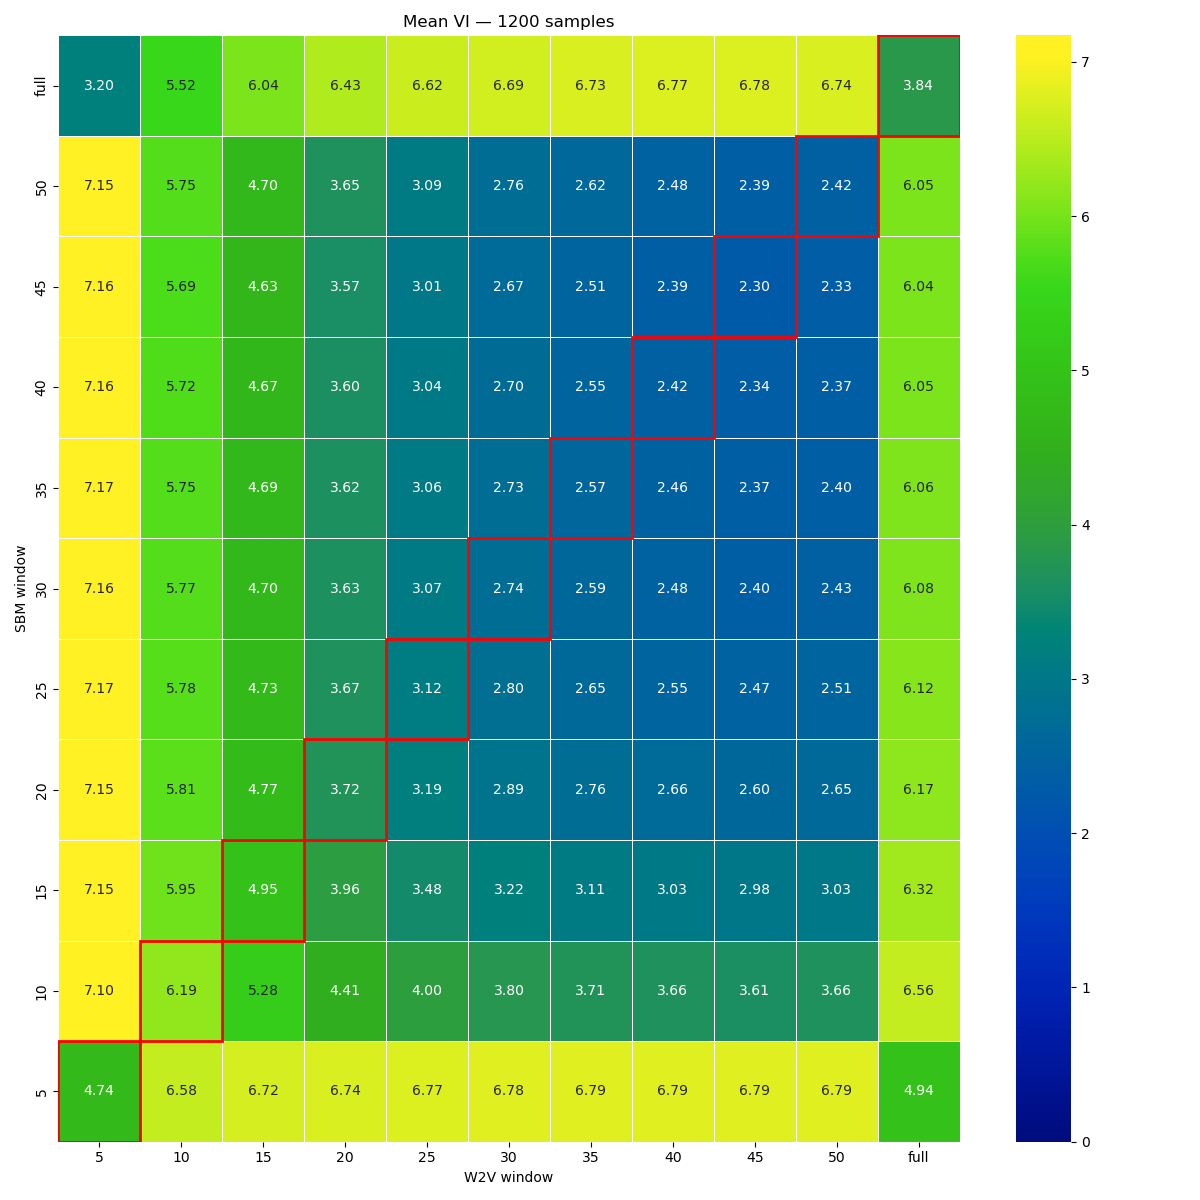 Mean VI — 1200 samples
full 3.20 5.52 6.04 6.43 6.62 6.69 6.73 6.77 6.78 6.74 3.84
50 7.15 5.75 4.70 3.65 3.09 2.76 2.62 2.48 2.39 2.42 6.05
45 7.16 5.69 4.63 3.57 3.01 2.67 2.51 2.39 2.30 2.33 6.04
40 7.16 5.72 4.67 3.60 3.04 2.70 2.55 2.42 2.34 2.37 6.05
35 7.17 5.75 4.69 3.62 3.06 2.73 2.57 2.46 2.37 2.40 6.06
30 7.16 5.77 4.70 3.63 3.07 2.74 2.59 2.48 2.40 2.43 6.08
25 7.17 5.78 4.73 3.67 3.12 2.80 2.65 2.55 2.47 2.51 6.12
20 7.15 5.81 4.77 3.72 3.19 2.89 2.76 2.66 2.60 2.65 6.17
15 7.15 5.95 4.95 3.96 3.48 3.22 3.11 3.03 2.98 3.03 6.32
10 7.10 6.19 5.28 4.41 4.00 3.80 3.71 3.66 3.61 3.66 6.56
5 4.74 6.58 6.72 6.74 6.77 6.78 6.79 6.79 6.79 6.79 4.94
5 10 15 20 25 30 35 40 45 50 full
W2V window
SBM window
7
6
5
4
3
2
1
0